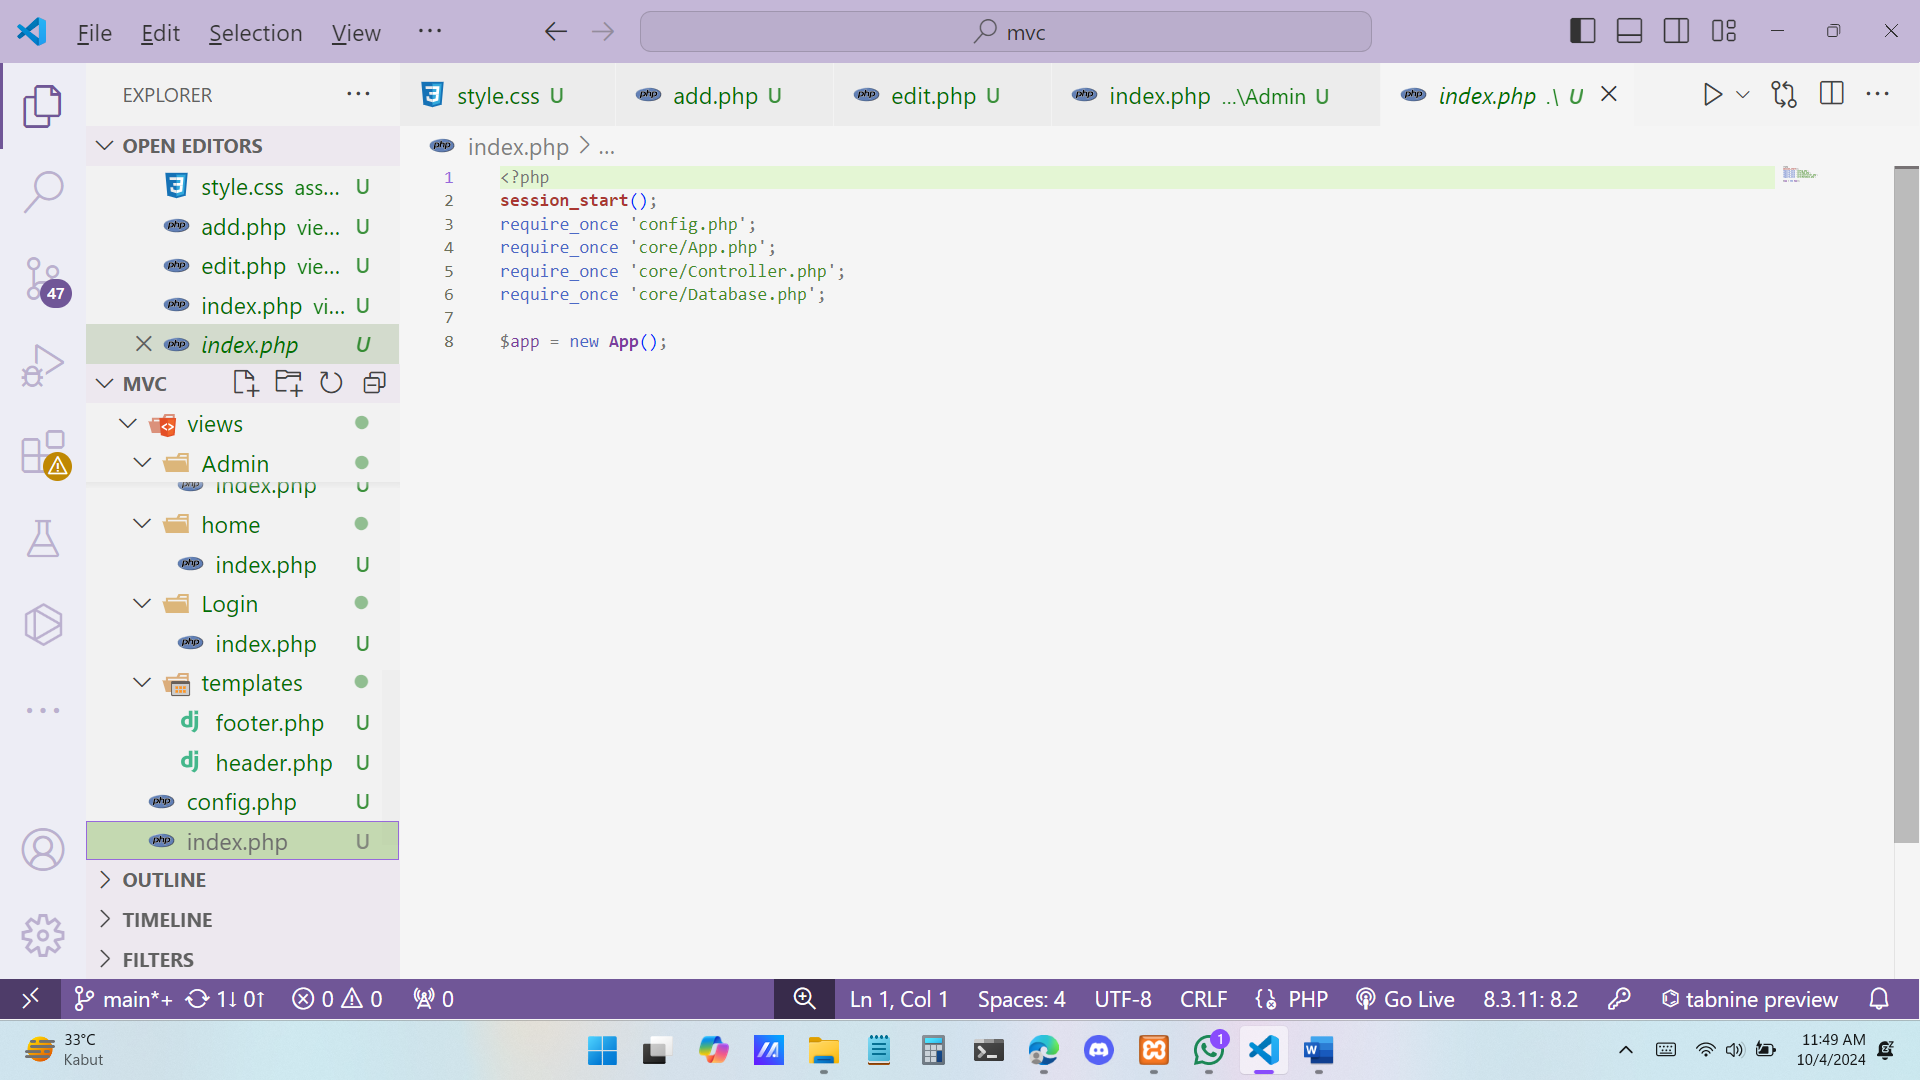 File Edit Selection View ... mvc
EXPLORER ...
style.css U
add.php U
edit.php U
index.php ...\Admin U
index.php .\ U
OPEN EDITORS
style.css ass... U
add.php vie... U
edit.php vie... U
index.php vi... U
index.php U
MVC
views
Admin
index.php U
home
index.php U
Login
index.php U
templates
dj footer.php U
dj header.php U
php config.php U
php index.php U
OUTLINE
TIMELINE
FILTERS
47
php index.php > ...
1 <?php
2 session_start();
3 require_once 'config.php';
4 require_once 'core/App.php';
5 require_once 'core/Controller.php';
6 require_once 'core/Database.php';
7
8 $app = new App();
main*+ 1↓ 0↑ 0 0 0 Ln 1, Col 1 Spaces: 4 UTF-8 CRLF PHP Go Live 8.3.11: 8.2 tabnine preview
33°C
Kabut
1
W
11:49 AM
10/4/2024